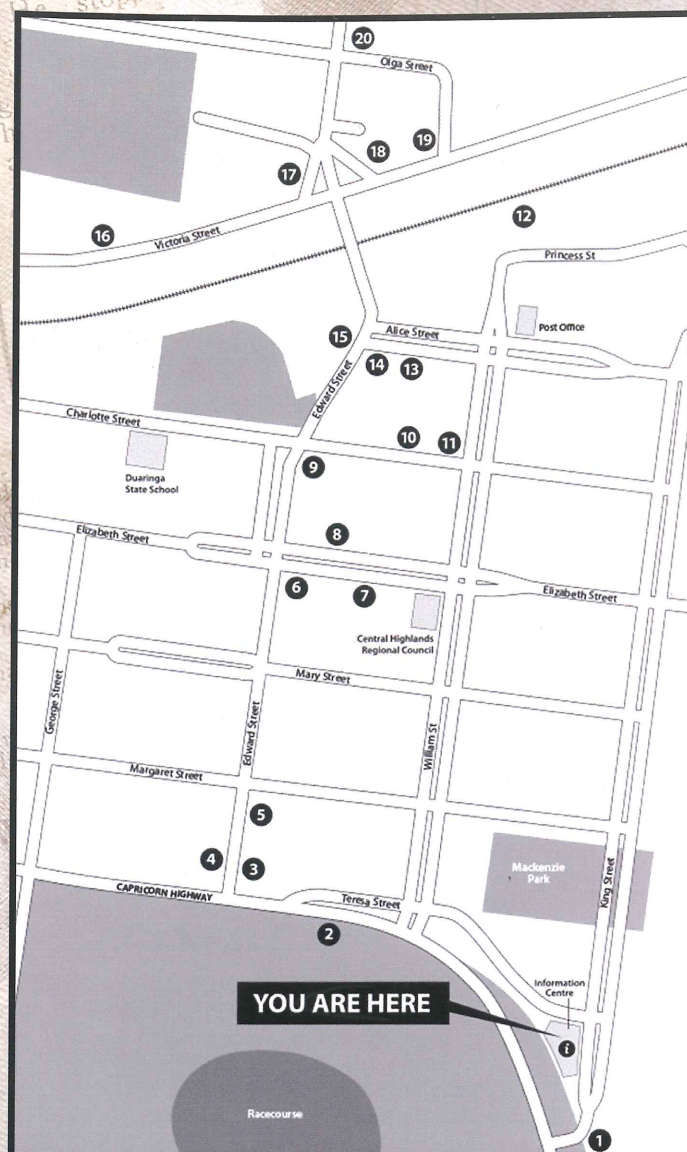 20
Olga Street
19
18
17
12
16
Victoria Street
Princess St
Post Office
Alice Street
15
14
13
Edward Street
Charlotte Street
10
11
9
Duaringa
State School
Elizabeth Street
8
6
7
Elizabeth Street
Central Highlands
Regional Council
Mary Street
George Street
Edward Street
William St
Margaret Street
5
4
3
Mackenzie
Park
King Street
CAPRICORN HIGHWAY
Teresa Street
2
Information
Centre
YOU ARE HERE
i
Racecourse
1